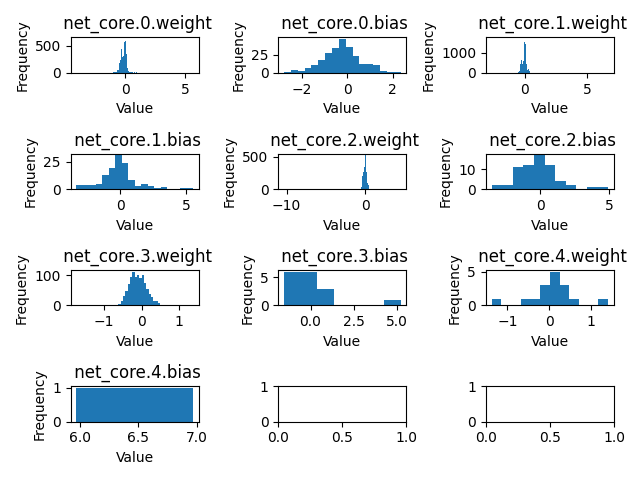 net_core.0.weight
Frequency
500
0
0
5
Value
net_core.0.bias
Frequency
25
0
−2
0
2
Value
net_core.1.weight
Frequency
1000
0
0
5
Value
net_core.1.bias
Frequency
25
0
0
5
Value
net_core.2.weight
Frequency
500
0
−10
0
Value
net_core.2.bias
Frequency
10
0
0
5
Value
net_core.3.weight
Frequency
100
0
−1
0
1
Value
net_core.3.bias
Frequency
5
0
0.0
2.5
5.0
Value
net_core.4.weight
Frequency
5
0
−1
0
1
Value
net_core.4.bias
Frequency
1
0
6.0
6.5
7.0
Value
1
0
0.0
0.5
1.0
1
0
0.0
0.5
1.0